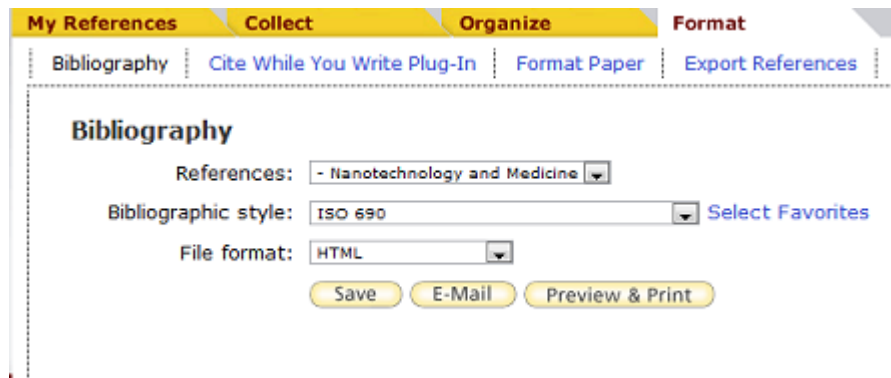 My References Collect Organize Format
Bibliography Cite While You Write Plug-In Format Paper Export References
Bibliography
References: - Nanotechnology and Medicine
Bibliographic style: ISO 690 Select Favorites
File format: HTML
Save E-Mail Preview & Print